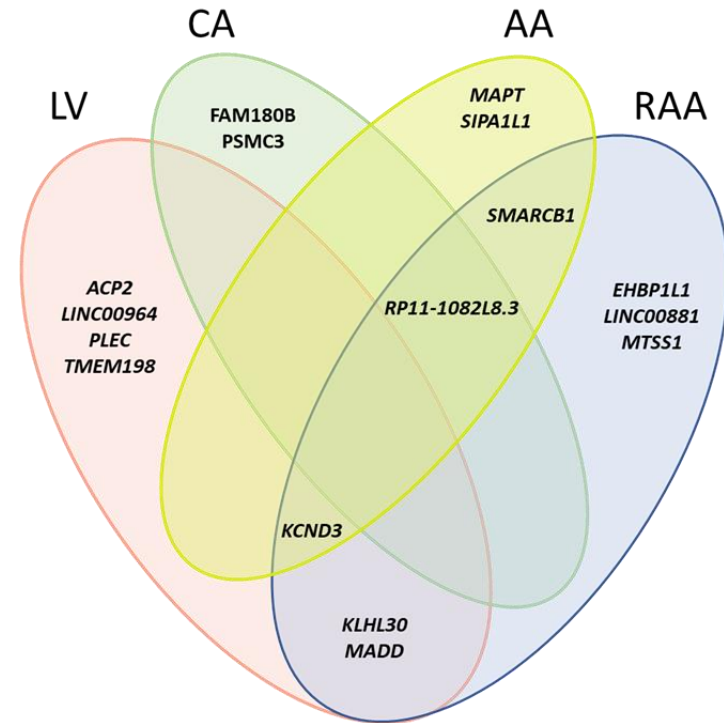 CA
AA
LV
RAA
FAM180B
PSMC3
MAPT
SIPA1L1
SMARCB1
ACP2
LINC00964
PLEC
TMEM198
RP11-1082L8.3
EHBP1L1
LINC00881
MTSS1
KCND3
KLHL30
MADD